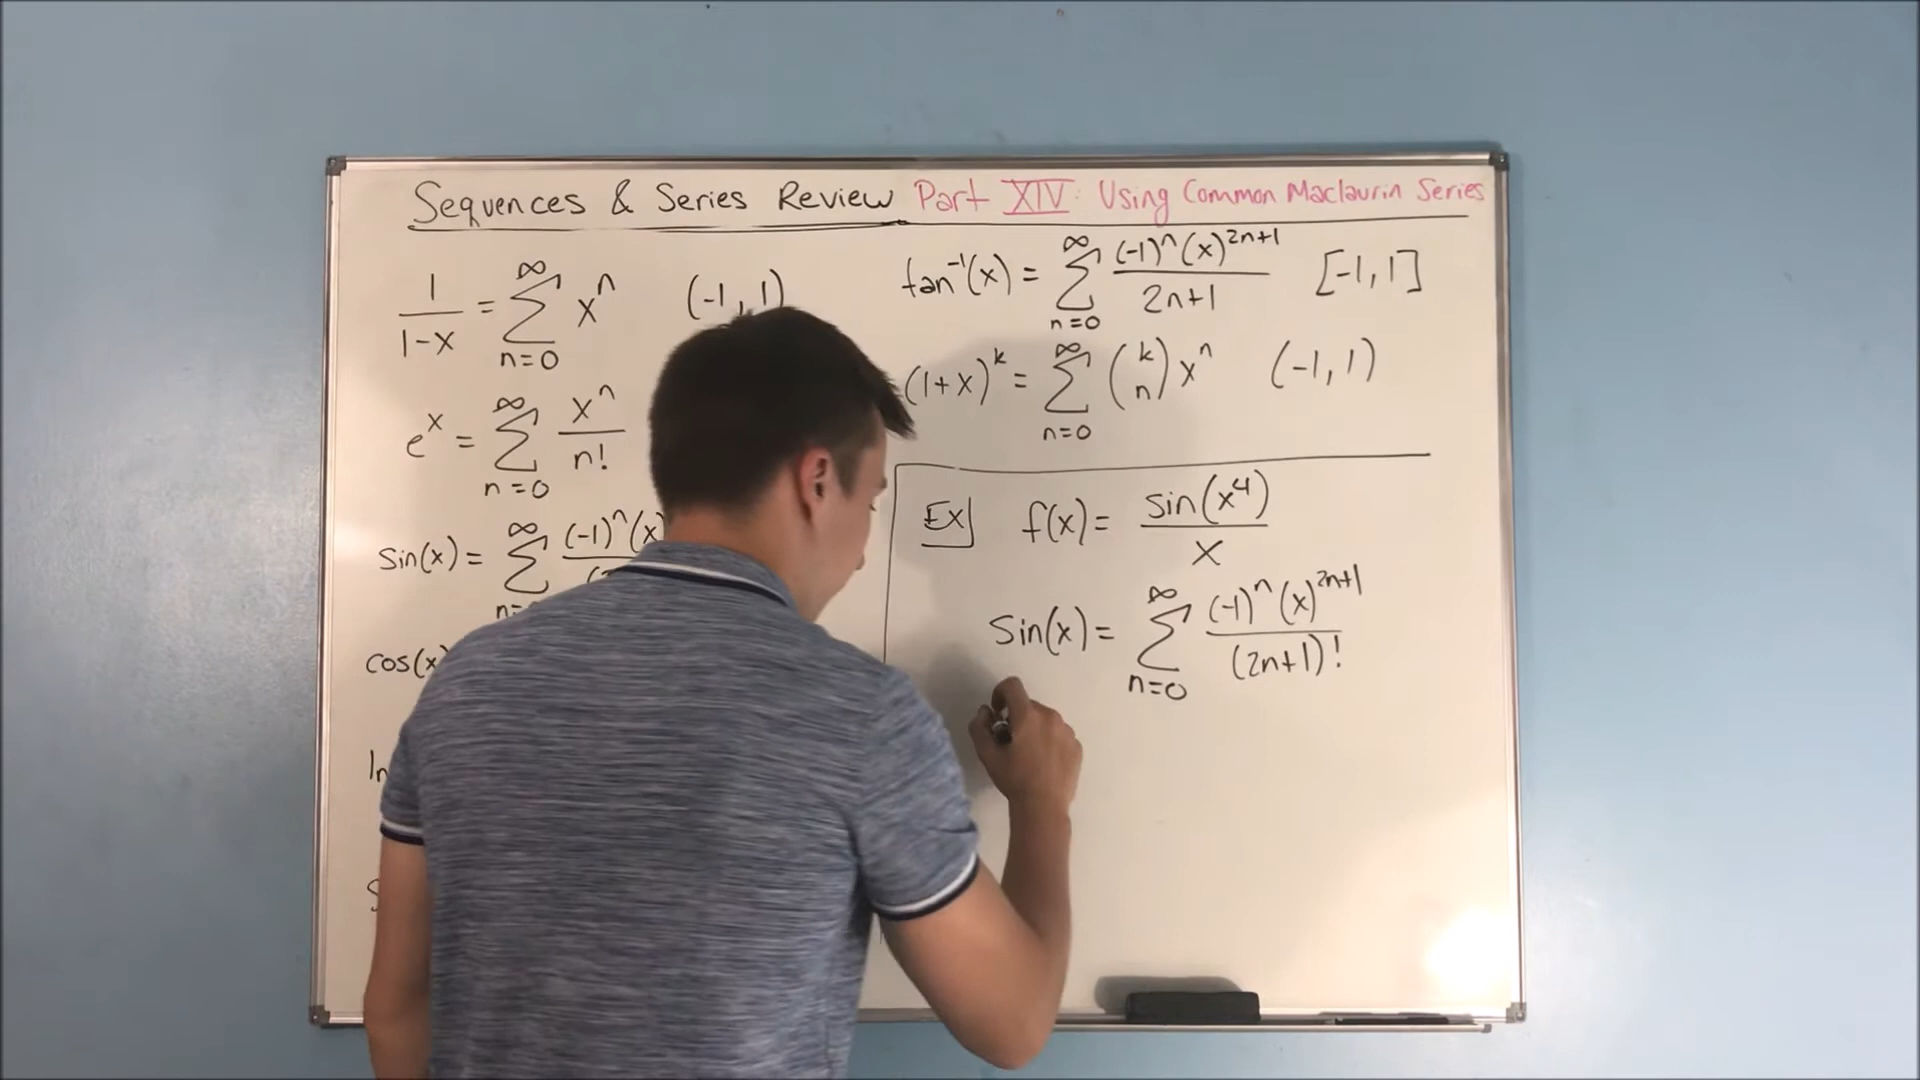 Sequences & Series Review Part XIV: Using Common Maclaurin Series
1/(1-x) = ∑_{n=0}^{∞} x^n (-1, 1)
e^x = ∑_{n=0}^{∞} x^n/n!
sin(x) = ∑ ∞ (-1)^n (x)
n=
cos(x)
ln
tan^{-1}(x) = ∑_{n=0}^{∞} (-1)^n (x)^{2n+1}/(2n+1) [-1, 1]
(1+x)^k = ∑_{n=0}^{∞} (k n) x^n (-1, 1)
Ex f(x) = sin(x^4)/x
sin(x) = ∑_{n=0}^{∞} (-1)^n (x)^{2n+1}/(2n+1)!